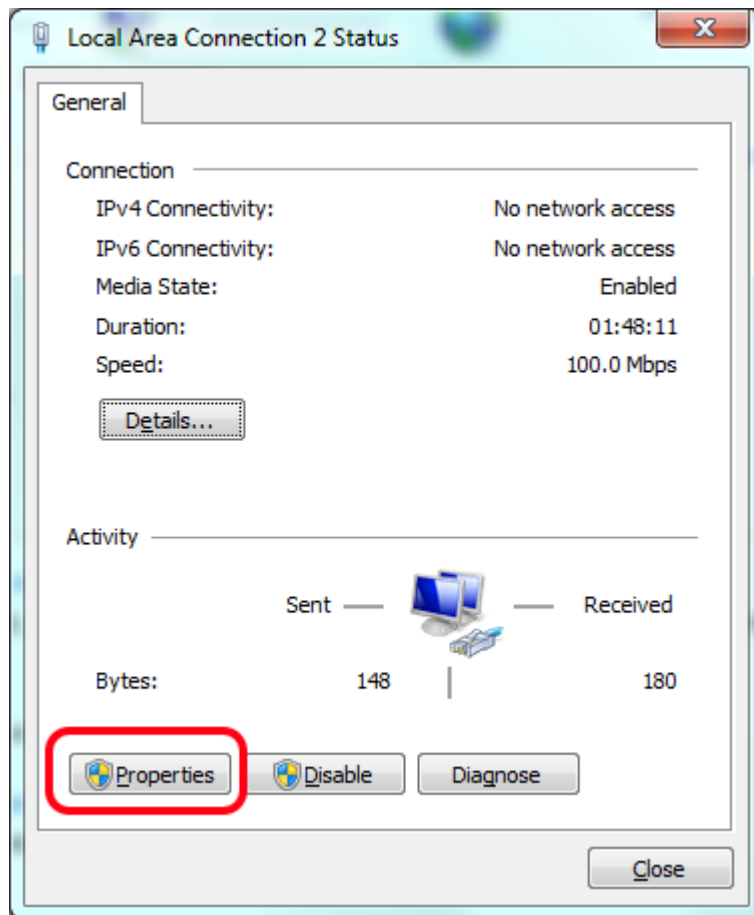 Local Area Connection 2 Status
General
Connection
IPv4 Connectivity: No network access
IPv6 Connectivity: No network access
Media State: Enabled
Duration: 01:48:11
Speed: 100.0 Mbps
Details...
Activity
Sent Received
Bytes: 148 180
Properties Disable Diagnose
Close